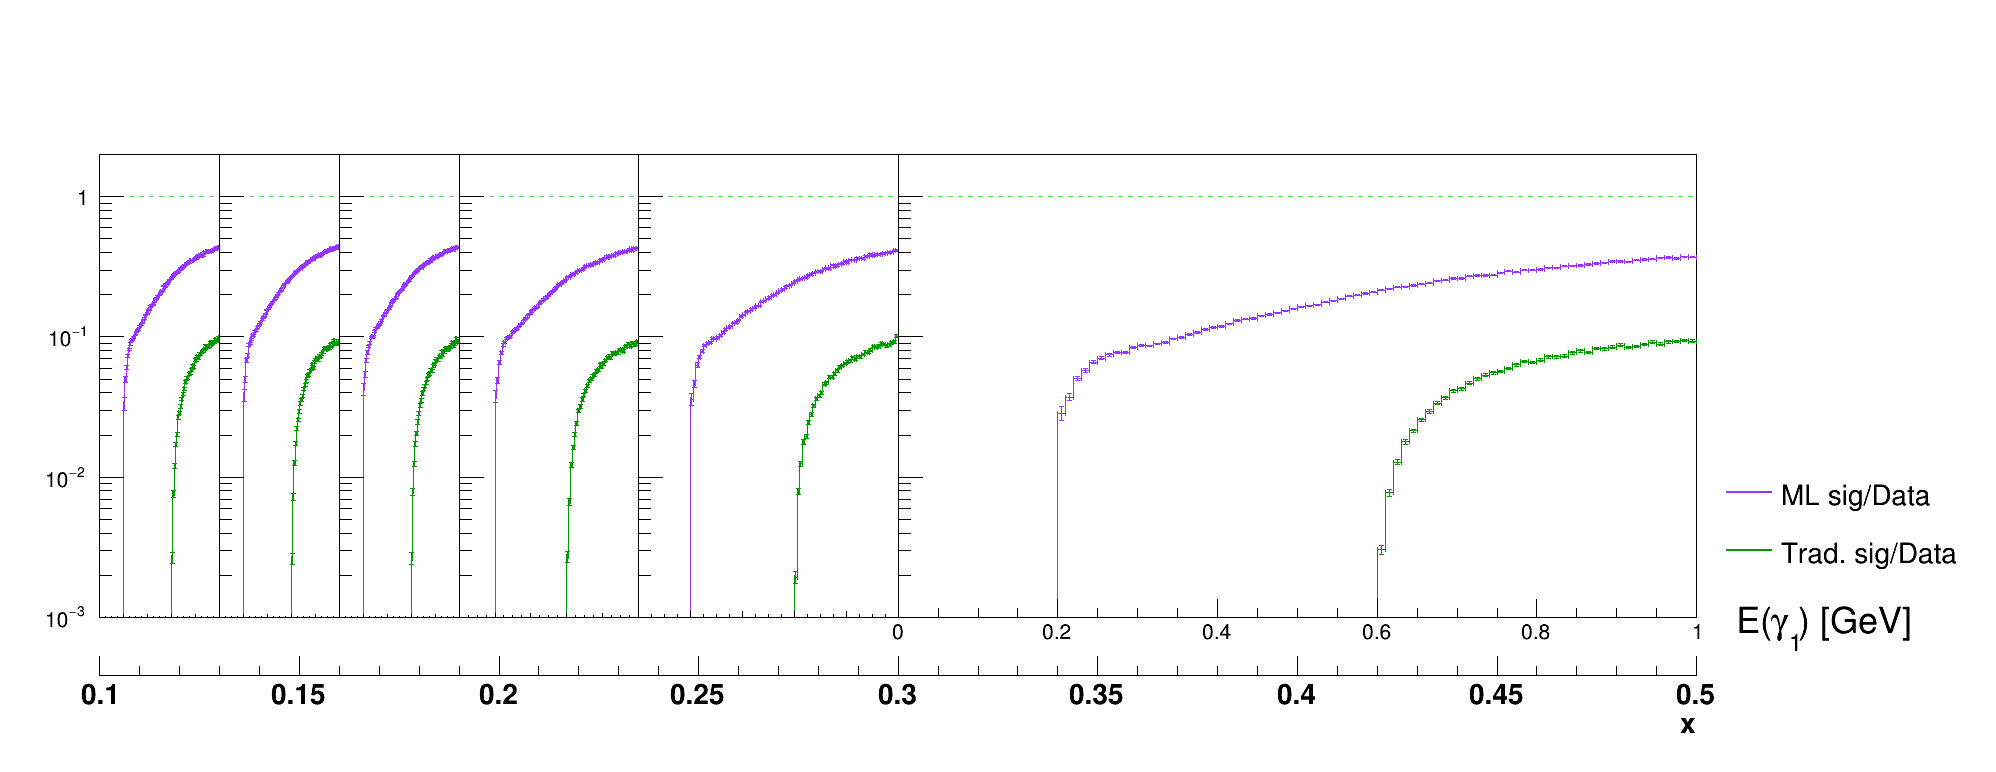 1
10⁻¹
10⁻²
10⁻³
0 0.2 0.4 0.6 0.8 1
ML sig/Data
Trad. sig/Data
E(γ₁) [GeV]
0.1 0.15 0.2 0.25 0.3 0.35 0.4 0.45 0.5
x